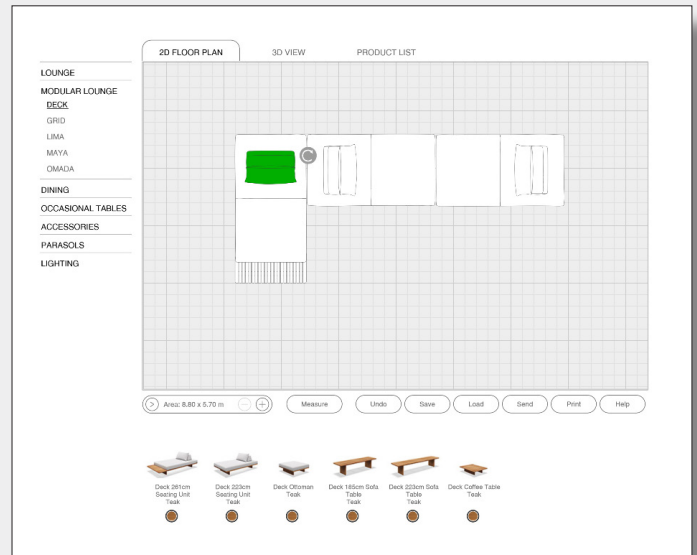 2D FLOOR PLAN
3D VIEW
PRODUCT LIST
LOUNGE
MODULAR LOUNGE
DECK
GRID
LIMA
MAYA
OMADA
DINING
OCCASIONAL TABLES
ACCESSORIES
PARASOLS
LIGHTING
Area: 8.80 x 5.70 m
Measure
Undo
Save
Load
Send
Print
Help
Deck 261cm
Seating Unit
Teak
Deck 223cm
Seating Unit
Teak
Deck Ottoman
Teak
Deck 185cm Sofa
Table
Teak
Deck 223cm Sofa
Table
Teak
Deck Coffee Table
Teak